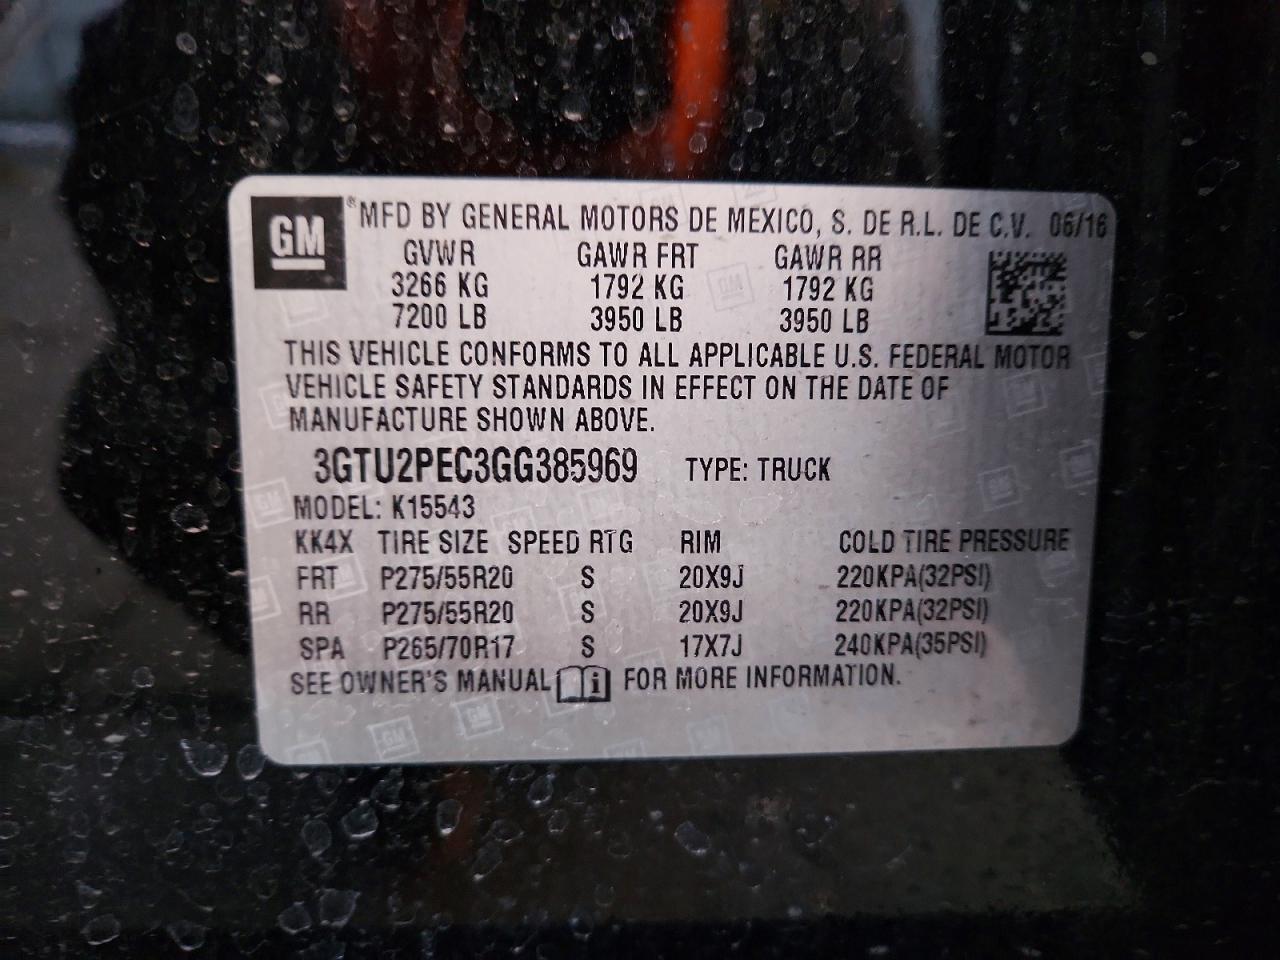 GM ® MFD BY GENERAL MOTORS DE MEXICO, S. DE R.L. DE C.V. 06/16
GVWR GAWR FRT GAWR RR
3266 KG 1792 KG 1792 KG
7200 LB 3950 LB 3950 LB
THIS VEHICLE CONFORMS TO ALL APPLICABLE U.S. FEDERAL MOTOR
VEHICLE SAFETY STANDARDS IN EFFECT ON THE DATE OF
MANUFACTURE SHOWN ABOVE.
3GTU2PEC3GG385969 TYPE: TRUCK
MODEL: K15543
KK4X TIRE SIZE SPEED RTG RIM COLD TIRE PRESSURE
FRT P275/55R20 S 20X9J 220KPA(32PSI)
RR P275/55R20 S 20X9J 220KPA(32PSI)
SPA P265/70R17 S 17X7J 240KPA(35PSI)
SEE OWNER'S MANUAL i FOR MORE INFORMATION.